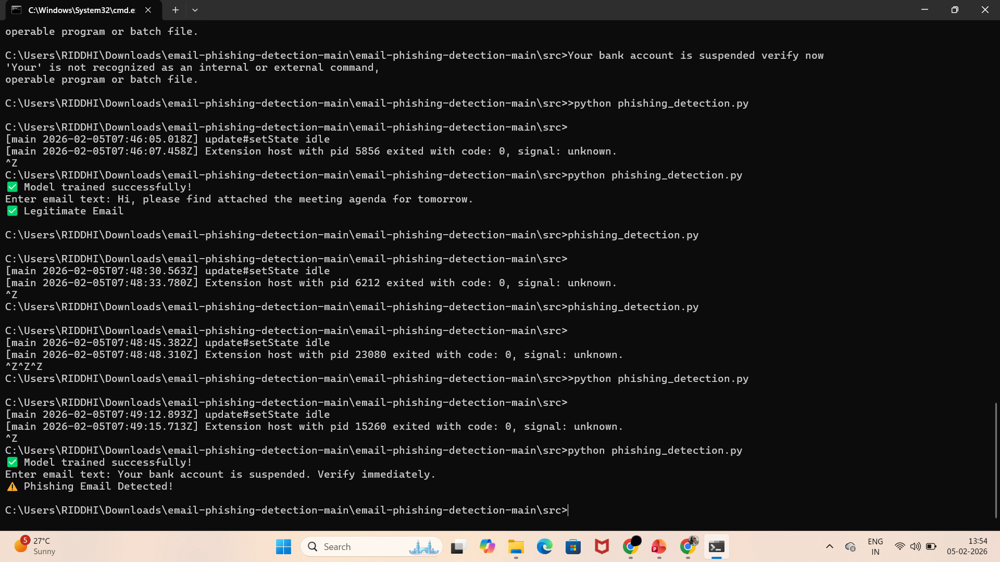 C:\Windows\System32\cmd.e
operable program or batch file.
C:\Users\RIDDHI\Downloads\email-phishing-detection-main\email-phishing-detection-main\src>Your bank account is suspended verify now
'Your' is not recognized as an internal or external command,
operable program or batch file.
C:\Users\RIDDHI\Downloads\email-phishing-detection-main\email-phishing-detection-main\src>>python phishing_detection.py
C:\Users\RIDDHI\Downloads\email-phishing-detection-main\email-phishing-detection-main\src>
[main 2026-02-05T07:46:05.018Z] update#setState idle
[main 2026-02-05T07:46:07.458Z] Extension host with pid 5856 exited with code: 0, signal: unknown.
^Z
C:\Users\RIDDHI\Downloads\email-phishing-detection-main\email-phishing-detection-main\src>python phishing_detection.py
✅ Model trained successfully!
Enter email text: Hi, please find attached the meeting agenda for tomorrow.
✅ Legitimate Email
C:\Users\RIDDHI\Downloads\email-phishing-detection-main\email-phishing-detection-main\src>phishing_detection.py
C:\Users\RIDDHI\Downloads\email-phishing-detection-main\email-phishing-detection-main\src>
[main 2026-02-05T07:48:30.563Z] update#setState idle
[main 2026-02-05T07:48:33.780Z] Extension host with pid 6212 exited with code: 0, signal: unknown.
^Z
C:\Users\RIDDHI\Downloads\email-phishing-detection-main\email-phishing-detection-main\src>phishing_detection.py
C:\Users\RIDDHI\Downloads\email-phishing-detection-main\email-phishing-detection-main\src>
[main 2026-02-05T07:48:45.382Z] update#setState idle
[main 2026-02-05T07:48:48.310Z] Extension host with pid 23080 exited with code: 0, signal: unknown.
^Z^Z^Z
C:\Users\RIDDHI\Downloads\email-phishing-detection-main\email-phishing-detection-main\src>>python phishing_detection.py
C:\Users\RIDDHI\Downloads\email-phishing-detection-main\email-phishing-detection-main\src>
[main 2026-02-05T07:49:12.893Z] update#setState idle
[main 2026-02-05T07:49:15.713Z] Extension host with pid 15260 exited with code: 0, signal: unknown.
^Z
C:\Users\RIDDHI\Downloads\email-phishing-detection-main\email-phishing-detection-main\src>python phishing_detection.py
✅ Model trained successfully!
Enter email text: Your bank account is suspended. Verify immediately.
⚠ Phishing Email Detected!
C:\Users\RIDDHI\Downloads\email-phishing-detection-main\email-phishing-detection-main\src>
5
27°C
Sunny
Search
P
ENG
IN
13:54
05-02-2026